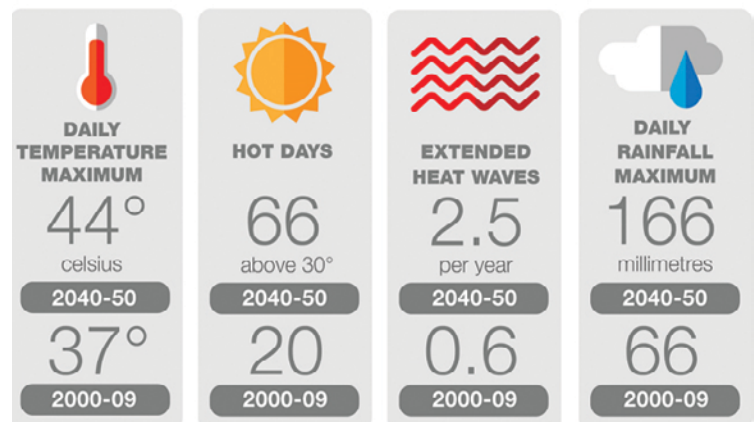 DAILY
TEMPERATURE
MAXIMUM
44°
celsius
2040-50
37°
2000-09
HOT DAYS
66
above 30°
2040-50
20
2000-09
EXTENDED
HEAT WAVES
2.5
per year
2040-50
0.6
2000-09
DAILY
RAINFALL
MAXIMUM
166
millimetres
2040-50
66
2000-09